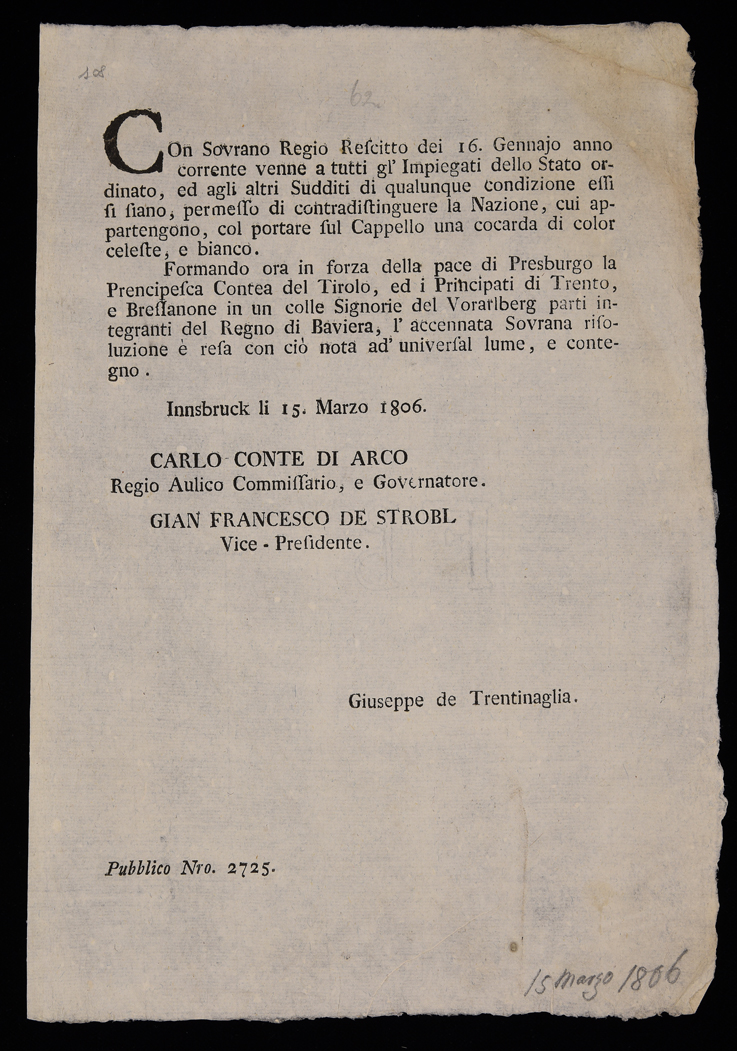 108
62
COn Sovrano Regio Reſcitto dei 16. Gennajo anno
corrente venne a tutti gl' Impiegati dello Stato or-
dinato, ed agli altri Sudditi di qualunque condizione eſſi
ſi ſiano, permeſſo di contradiſtinguere la Nazione, cui ap-
partengono, col portare ſul Cappello una cocarda di color
celeſte, e bianco.
Formando ora in forza della pace di Presburgo la
Prencipeſca Contea del Tirolo, ed i Principati di Trento,
e Breſſanone in un colle Signorie del Vorarlberg parti in-
tegranti del Regno di Baviera, l' accennata Sovrana riſo-
luzione è reſa con ciò nota ad' univerſal lume, e conte-
gno.
Innsbruck li 15. Marzo 1806.
CARLO CONTE DI ARCO
Regio Aulico Commiſſario, e Governatore.
GIAN FRANCESCO DE STROBL
Vice - Preſidente.
Giuseppe de Trentinaglia.
Pubblico Nro. 2725.
15 Marzo 1806